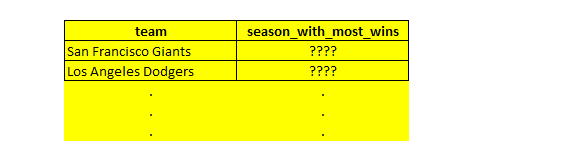 team season_with_most_wins
San Francisco Giants ????
Los Angeles Dodgers ????
. .
. .
. .